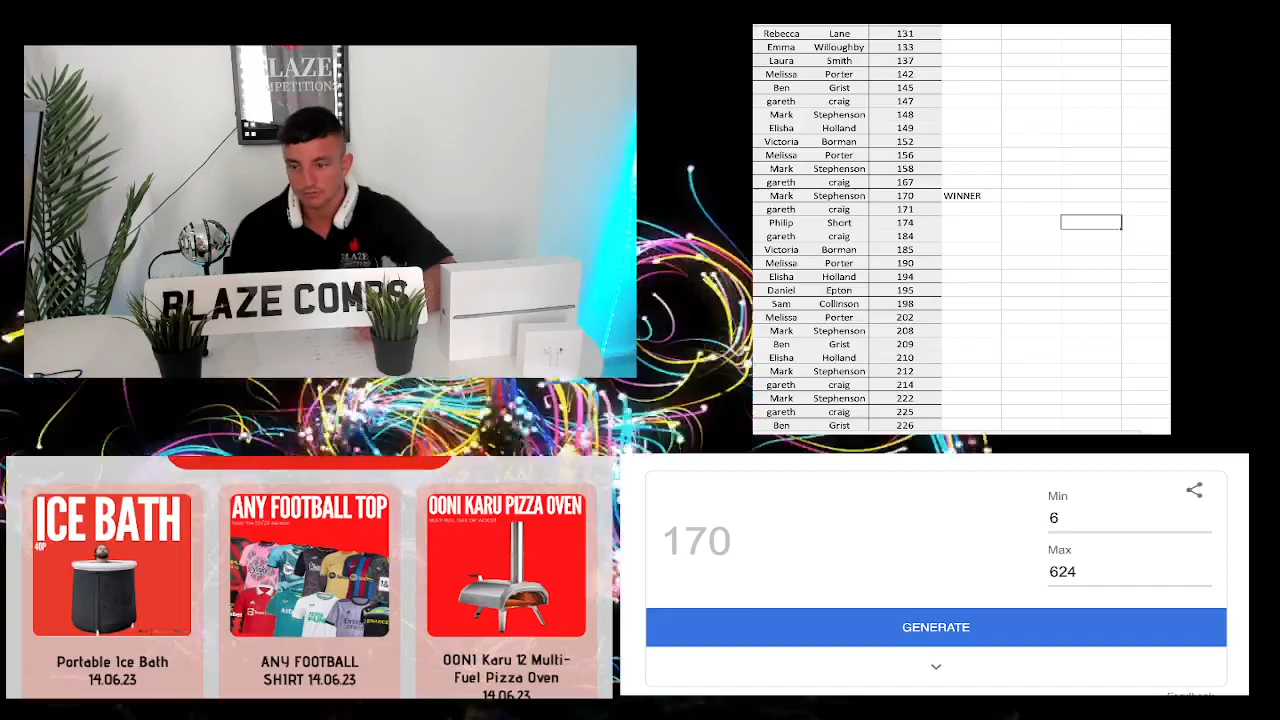 BLAZE
COMPETITIONS
BLAZE COMPS
BLAZE
Rebecca Lane 131
Emma Willoughby 133
Laura Smith 137
Melissa Porter 142
Ben Grist 145
gareth craig 147
Mark Stephenson 148
Elisha Holland 149
Victoria Borman 152
Melissa Porter 156
Mark Stephenson 158
gareth craig 167
Mark Stephenson 170 WINNER
gareth craig 171
Philip Short 174
gareth craig 184
Victoria Borman 185
Melissa Porter 190
Elisha Holland 194
Daniel Epton 195
Sam Collinson 198
Melissa Porter 202
Mark Stephenson 208
Ben Grist 209
Elisha Holland 210
Mark Stephenson 212
gareth craig 214
Mark Stephenson 222
gareth craig 225
Ben Grist 226
ICE BATH
40P
Portable Ice Bath
14.06.23
ANY FOOTBALL TOP
ANY FOOTBALL
SHIRT 14.06.23
OONI KARU PIZZA OVEN
OONI Karu 12 Multi-
Fuel Pizza Oven
14.06.23
170
Min
6
Max
624
GENERATE
Feedback